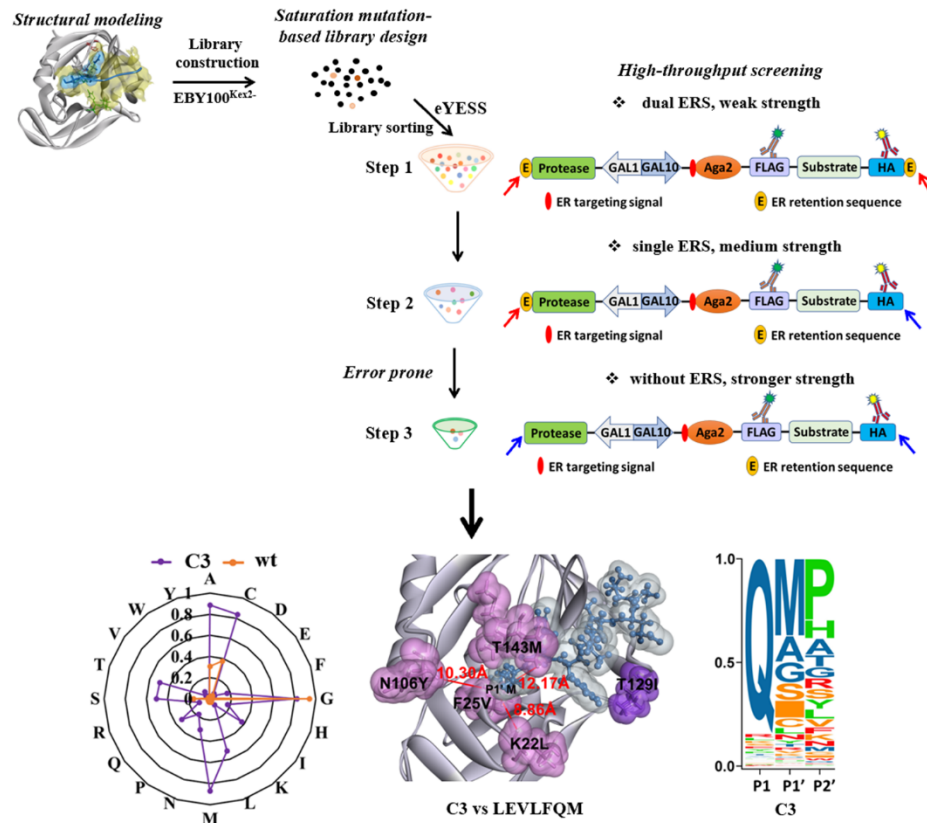 Structural modeling
Library
construction
EBY100Kex2-
Saturation mutation-
based library design
eYESS
Library sorting
High-throughput screening
❖ dual ERS, weak strength
Step 1
E Protease GAL1 GAL10 Aga2 FLAG Substrate HA E
ER targeting signal E ER retention sequence
❖ single ERS, medium strength
Step 2
E Protease GAL1 GAL10 Aga2 FLAG Substrate HA
ER targeting signal E ER retention sequence
Error prone
❖ without ERS, stronger strength
Step 3
Protease GAL1 GAL10 Aga2 FLAG Substrate HA
ER targeting signal E ER retention sequence
C3 wt
A
C
D
E
F
G
H
I
K
L
M
N
P
Q
R
S
T
V
W
Y
1
0.8
0.6
0.4
0.2
0
T143M
N106Y
10.30Å
P1' M
12.17Å
T129I
F25V
8.86Å
K22L
C3 vs LEVLFQM
1.0
0.5
0.0
Q
M
A
G
S
C
P
H
A
T
G
R
S
Y
L
V
P1 P1' P2'
C3